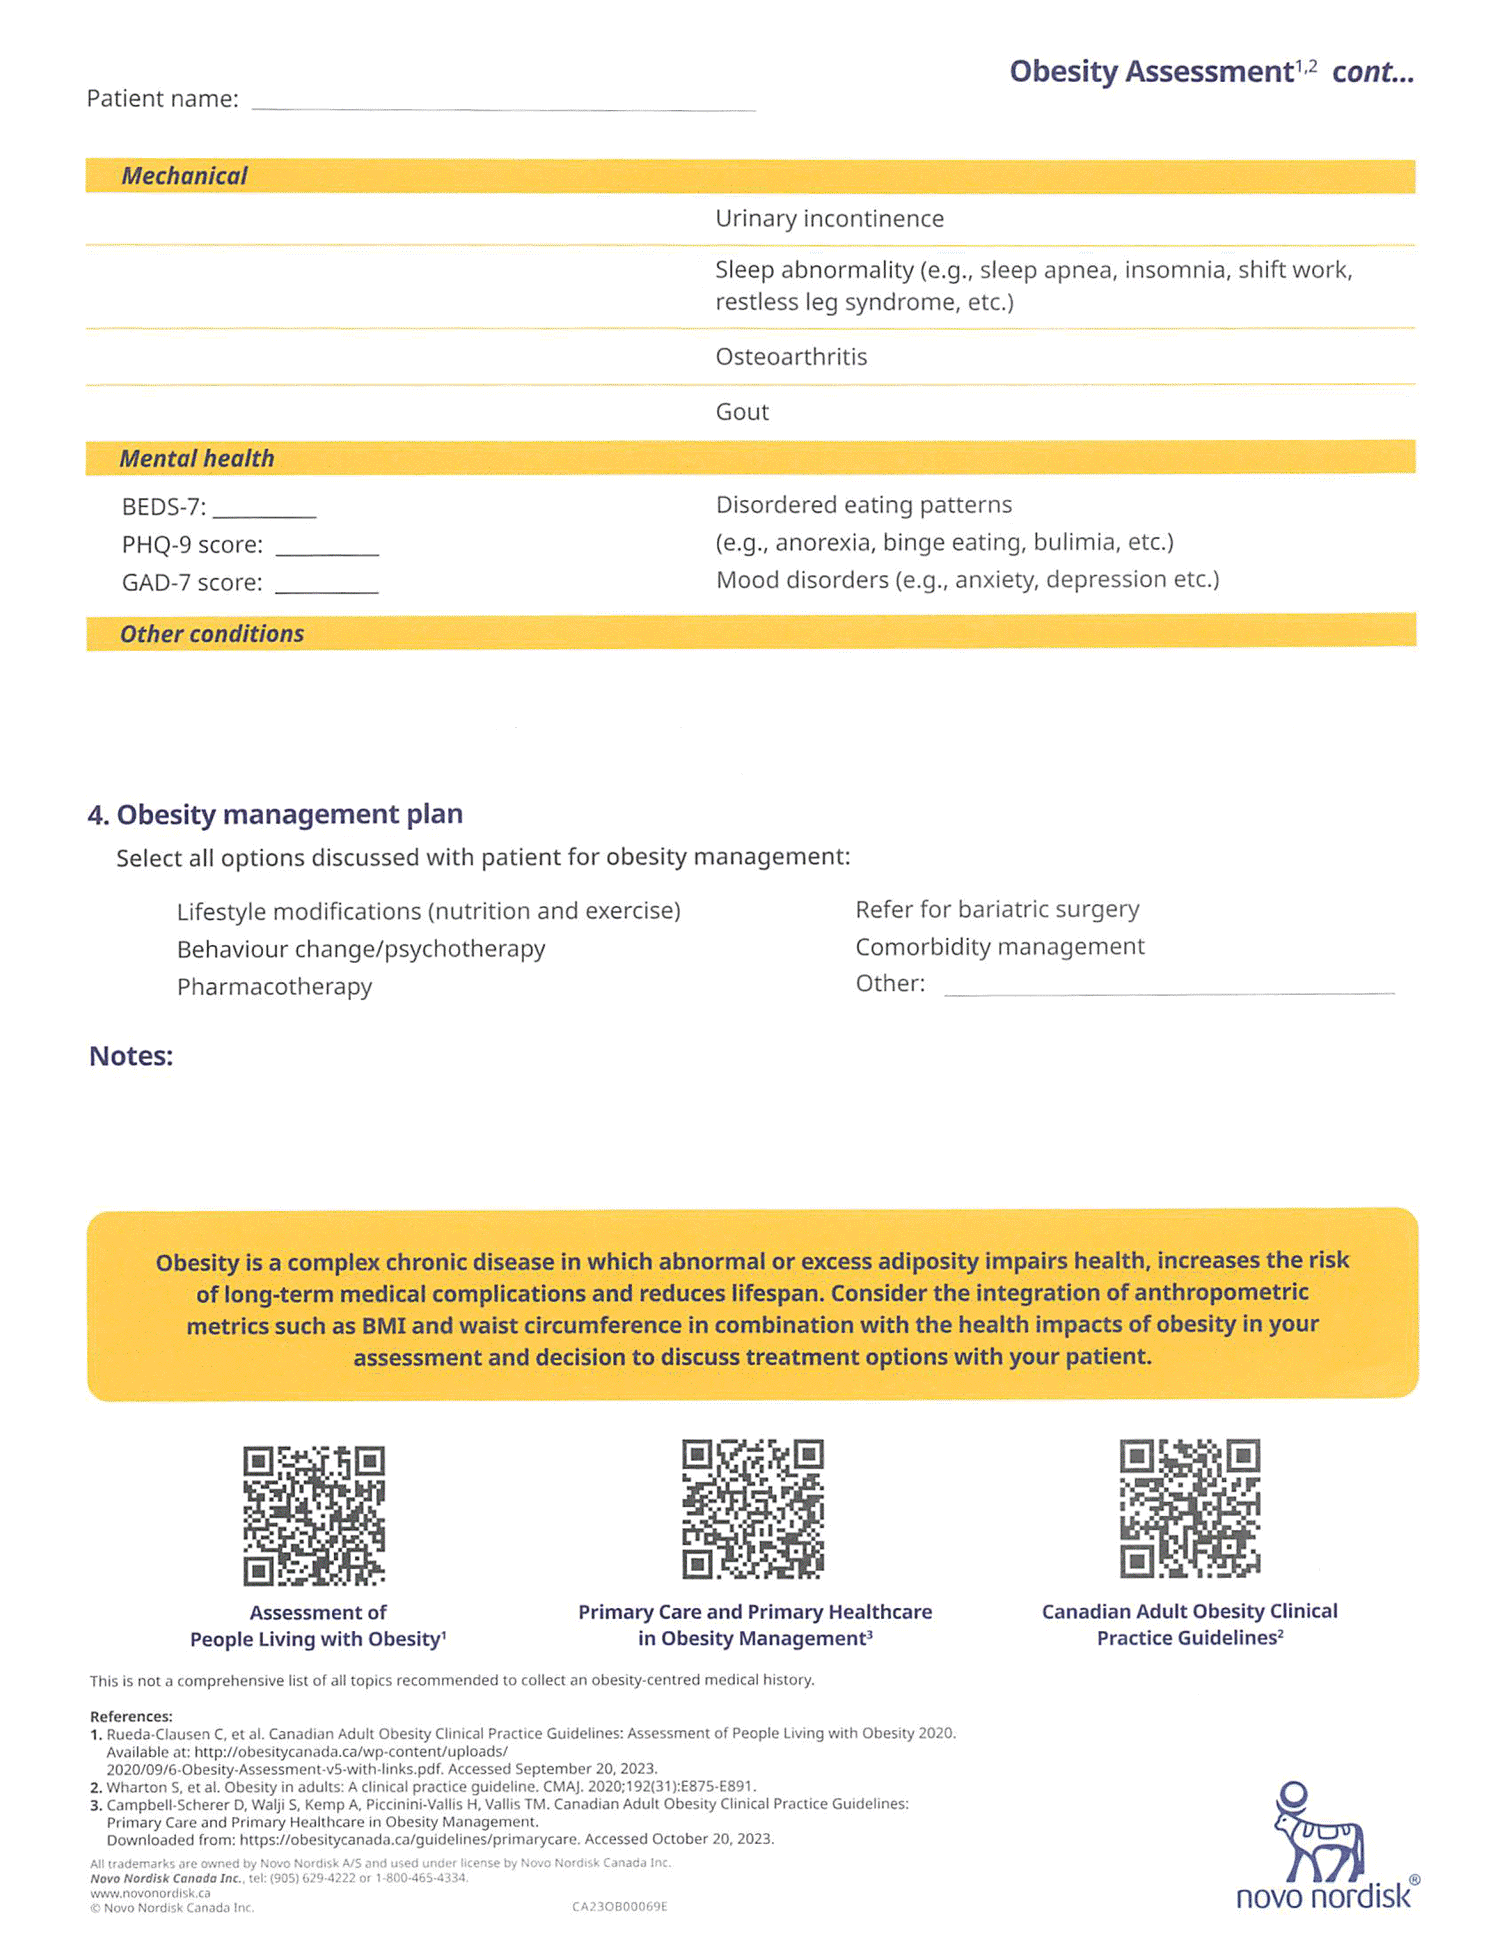 Obesity Assessment1,2 cont...
Patient name:
Mechanical
Urinary incontinence
Sleep abnormality (e.g., sleep apnea, insomnia, shift work,
restless leg syndrome, etc.)
Osteoarthritis
Gout
Mental health
BEDS-7:
PHQ-9 score:
GAD-7 score:
Disordered eating patterns
(e.g., anorexia, binge eating, bulimia, etc.)
Mood disorders (e.g., anxiety, depression etc.)
Other conditions
4. Obesity management plan
Select all options discussed with patient for obesity management:
Lifestyle modifications (nutrition and exercise)
Behaviour change/psychotherapy
Pharmacotherapy
Refer for bariatric surgery
Comorbidity management
Other:
Notes:
Obesity is a complex chronic disease in which abnormal or excess adiposity impairs health, increases the risk
of long-term medical complications and reduces lifespan. Consider the integration of anthropometric
metrics such as BMI and waist circumference in combination with the health impacts of obesity in your
assessment and decision to discuss treatment options with your patient.
Assessment of
People Living with Obesity1
Primary Care and Primary Healthcare
in Obesity Management3
Canadian Adult Obesity Clinical
Practice Guidelines2
This is not a comprehensive list of all topics recommended to collect an obesity-centred medical history.
References:
1. Rueda-Clausen C, et al. Canadian Adult Obesity Clinical Practice Guidelines: Assessment of People Living with Obesity 2020.
Available at: http://obesitycanada.ca/wp-content/uploads/
2020/09/6-Obesity-Assessment-v5-with-links.pdf. Accessed September 20, 2023.
2. Wharton S, et al. Obesity in adults: A clinical practice guideline. CMAJ. 2020;192(31):E875-E891.
3. Campbell-Scherer D, Walji S, Kemp A, Piccinini-Vallis H, Vallis TM. Canadian Adult Obesity Clinical Practice Guidelines:
Primary Care and Primary Healthcare in Obesity Management.
Downloaded from: https://obesitycanada.ca/guidelines/primarycare. Accessed October 20, 2023.
All trademarks are owned by Novo Nordisk A/S and used under license by Novo Nordisk Canada Inc.
Novo Nordisk Canada Inc., tel: (905) 629-4222 or 1-800-465-4334.
www.novonordisk.ca
© Novo Nordisk Canada Inc.
CA23OB00069E
novo nordisk®